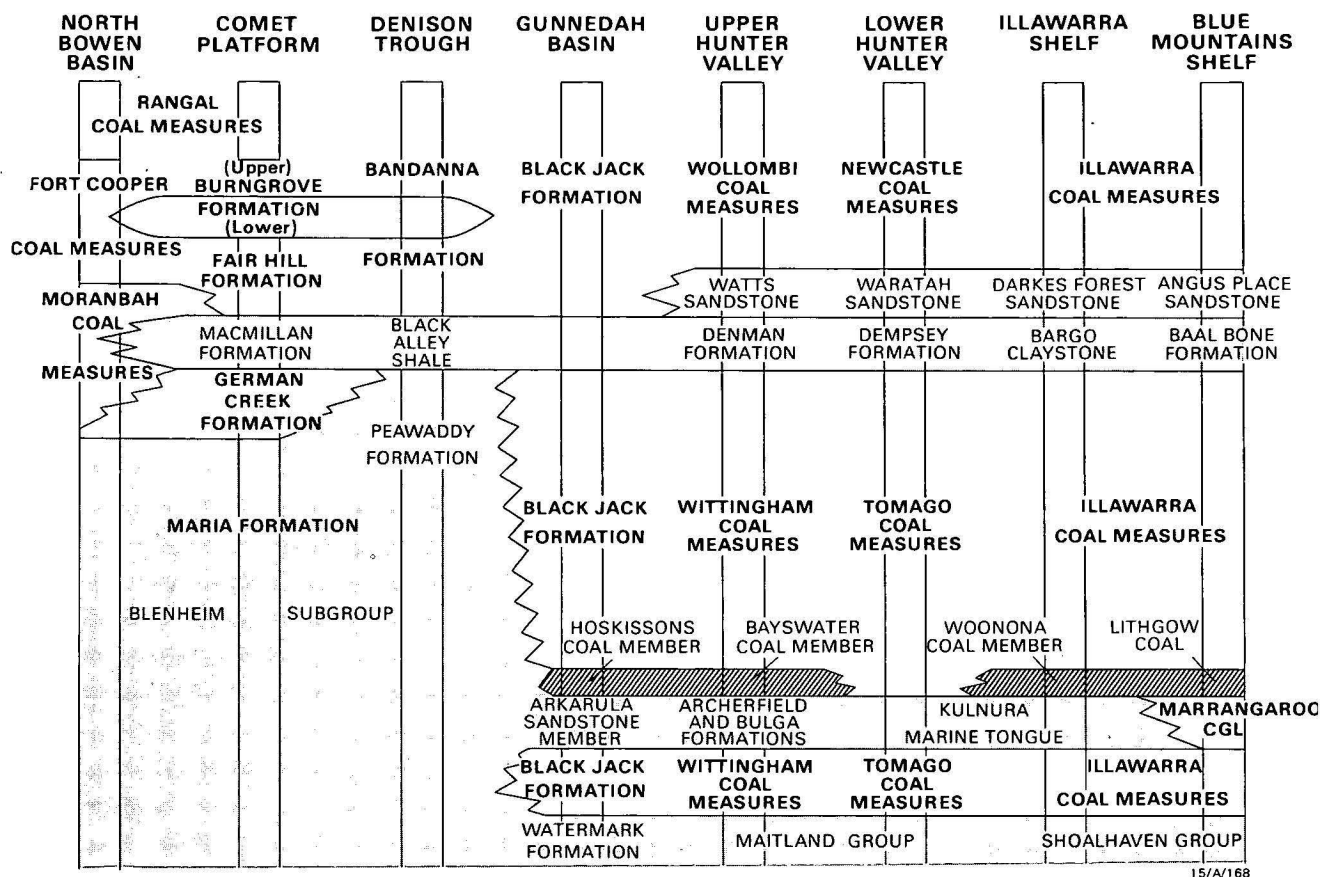 NORTH
BOWEN
BASIN
COMET
PLATFORM
DENISON
TROUGH
GUNNEDAH
BASIN
UPPER
HUNTER
VALLEY
LOWER
HUNTER
VALLEY
ILLAWARRA
SHELF
BLUE
MOUNTAINS
SHELF
RANGAL
COAL MEASURES
FORT COOPER
COAL MEASURES
(Upper)
BURNGROVE
FORMATION
(Lower)
BANDANNA
FORMATION
BLACK JACK
FORMATION
WOLLOMBI
COAL
MEASURES
NEWCASTLE
COAL
MEASURES
ILLAWARRA
COAL MEASURES
FAIR HILL
FORMATION
MORANBAH
COAL
MEASURES
WATTS
SANDSTONE
WARATAH
SANDSTONE
DARKES FOREST
SANDSTONE
ANGUS PLACE
SANDSTONE
MACMILLAN
FORMATION
BLACK
ALLEY
SHALE
DENMAN
FORMATION
DEMPSEY
FORMATION
BARGO
CLAYSTONE
BAAL BONE
FORMATION
GERMAN
CREEK
FORMATION
PEAWADDY
FORMATION
MARIA FORMATION
BLACK JACK
FORMATION
WITTINGHAM
COAL
MEASURES
TOMAGO
COAL
MEASURES
ILLAWARRA
COAL MEASURES
BLENHEIM SUBGROUP
HOSKISSONS
COAL MEMBER
BAYSWATER
COAL MEMBER
WOONONA
COAL MEMBER
LITHGOW
COAL
ARKARULA
SANDSTONE
MEMBER
ARCHERFIELD
AND BULGA
FORMATIONS
KULNURA
MARINE TONGUE
MARRANGAROO
CGL
BLACK JACK
FORMATION
WITTINGHAM
COAL
MEASURES
TOMAGO
COAL
MEASURES
ILLAWARRA
COAL MEASURES
WATERMARK
FORMATION
MAITLAND GROUP
SHOALHAVEN GROUP
15/A/168